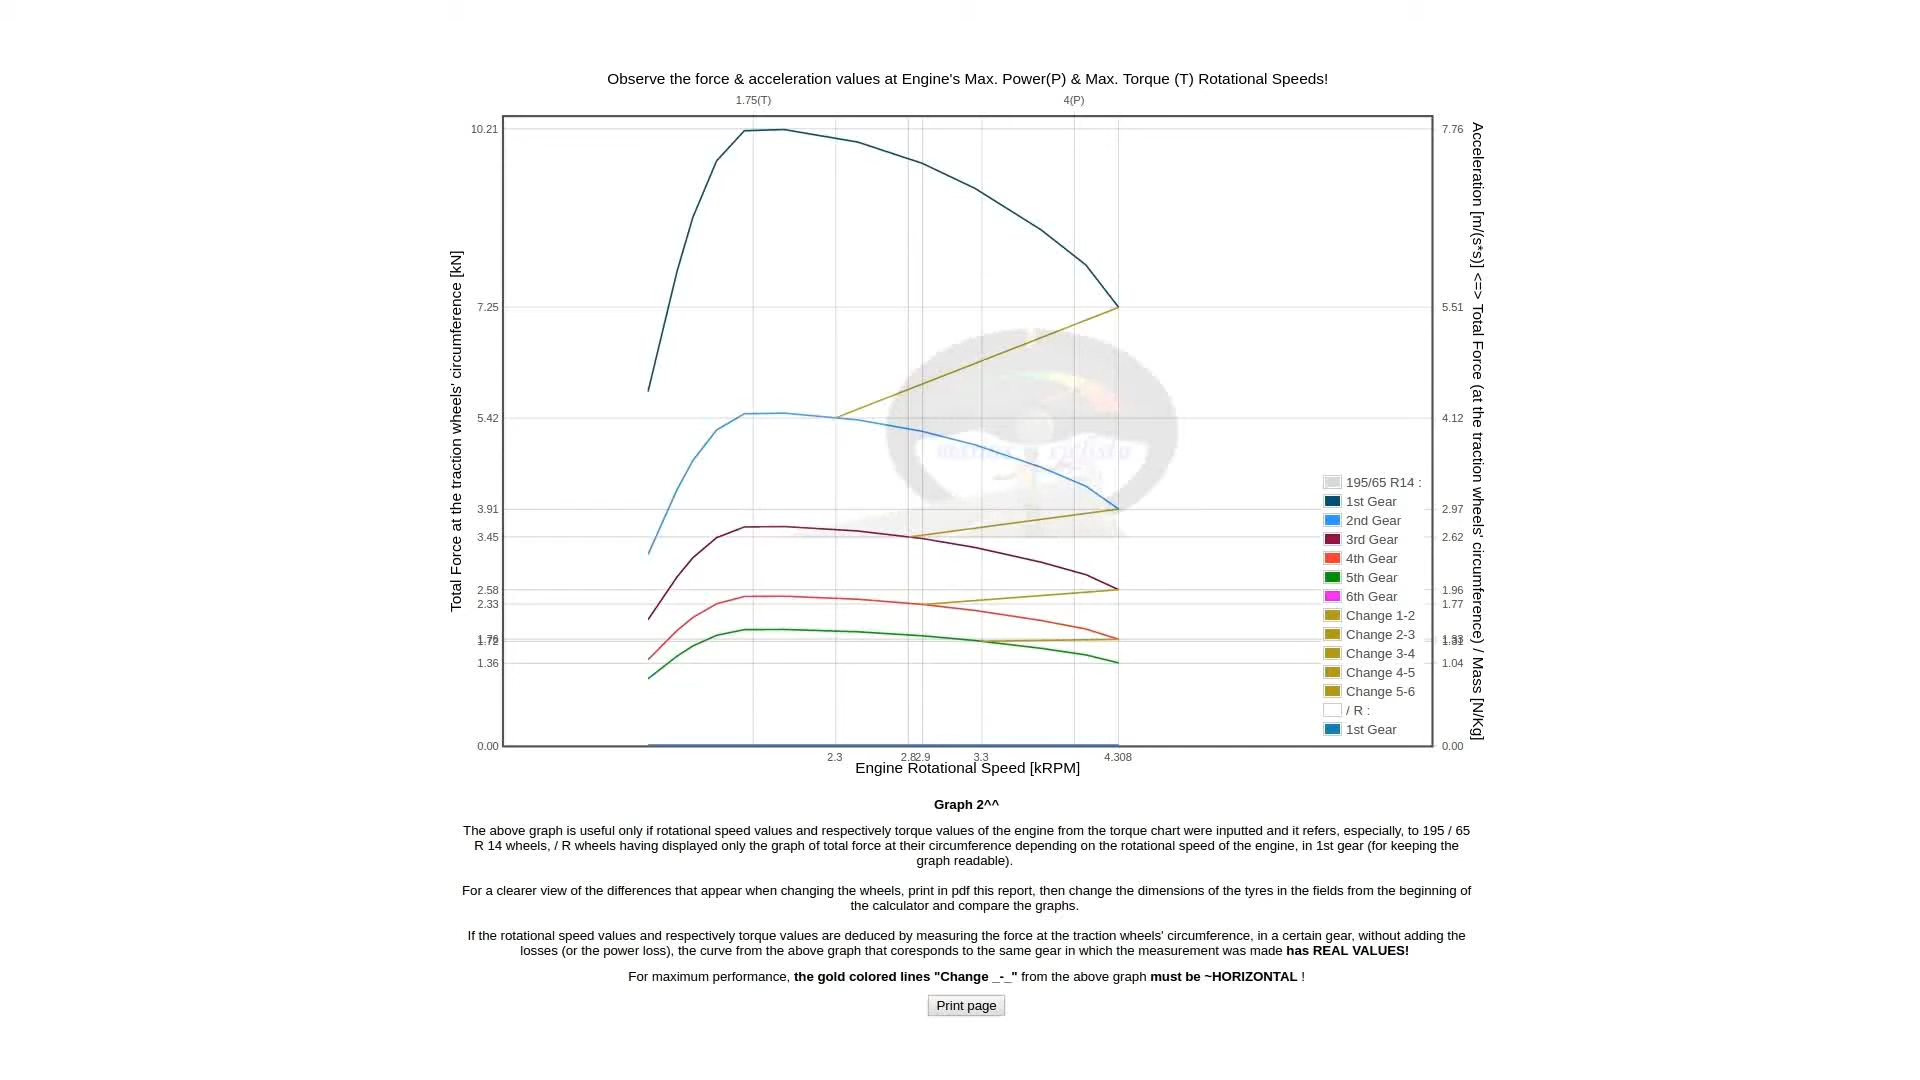 Observe the force & acceleration values at Engine's Max. Power(P) & Max. Torque (T) Rotational Speeds!
1.75(T) 4(P)
10.21 7.76
7.25 5.51
5.42 4.12
3.91 2.97
3.45 2.62
2.58 1.96
2.33 1.77
1.72
1.36 1.04
0.00 0.00
Total Force at the traction wheels' circumference [kN]
Acceleration [m/(s*s)] <=> Total Force (at the traction wheels' circumference) / Mass [N/Kg]
195/65 R14 :
1st Gear
2nd Gear
3rd Gear
4th Gear
5th Gear
6th Gear
Change 1-2
Change 2-3
Change 3-4
Change 4-5
Change 5-6
/ R :
1st Gear
2.3 2.8 2.9 3.3 4.308
Engine Rotational Speed [kRPM]
Graph 2^^
The above graph is useful only if rotational speed values and respectively torque values of the engine from the torque chart were inputted and it refers, especially, to 195 / 65
R 14 wheels, / R wheels having displayed only the graph of total force at their circumference depending on the rotational speed of the engine, in 1st gear (for keeping the
graph readable).
For a clearer view of the differences that appear when changing the wheels, print in pdf this report, then change the dimensions of the tyres in the fields from the beginning of
the calculator and compare the graphs.
If the rotational speed values and respectively torque values are deduced by measuring the force at the traction wheels' circumference, in a certain gear, without adding the
losses (or the power loss), the curve from the above graph that coresponds to the same gear in which the measurement was made has REAL VALUES!
For maximum performance, the gold colored lines "Change _-_" from the above graph must be ~HORIZONTAL !
Print page